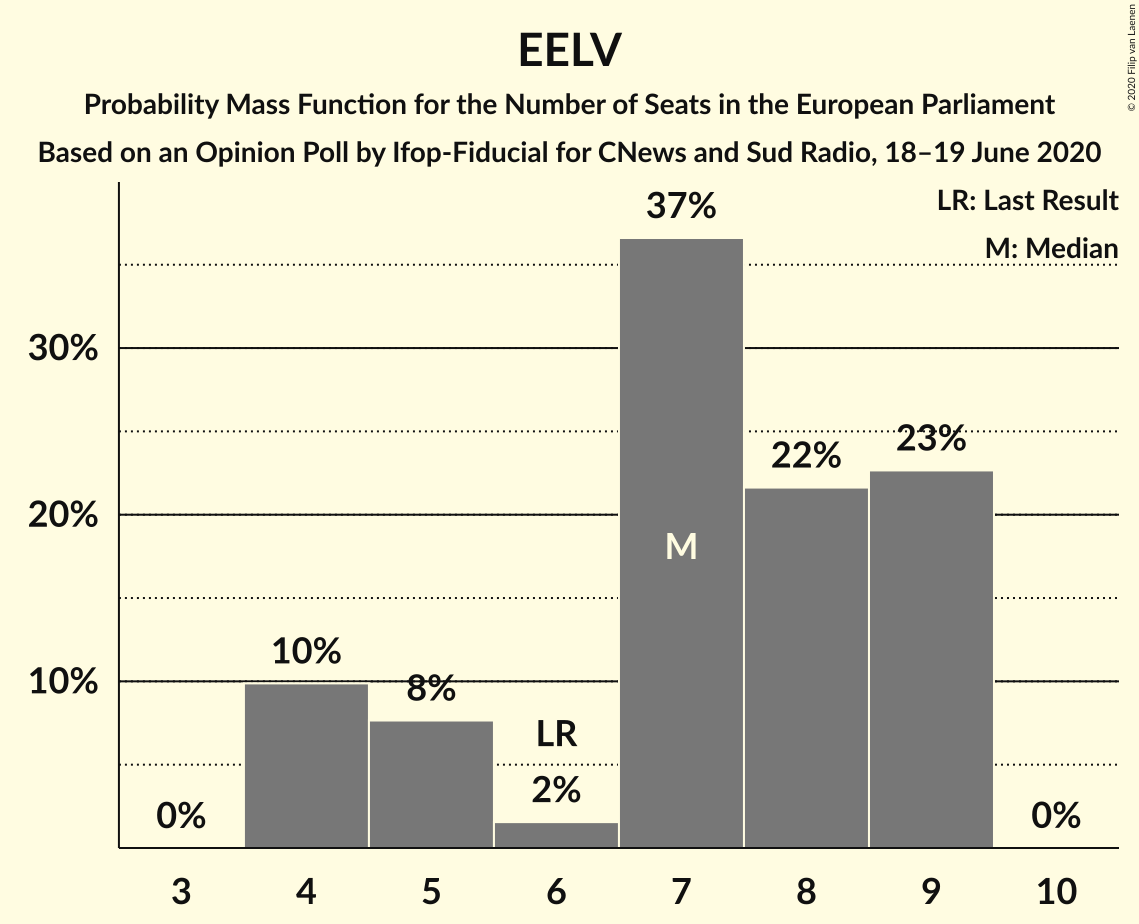 EELV
Probability Mass Function for the Number of Seats in the European Parliament
Based on an Opinion Poll by Ifop-Fiducial for CNews and Sud Radio, 18–19 June 2020
© 2020 Filip van Laenen
LR: Last Result
M: Median
30%
20%
10%
0%
10%
8%
LR
2%
37%
M
22%
23%
0%
3 4 5 6 7 8 9 10